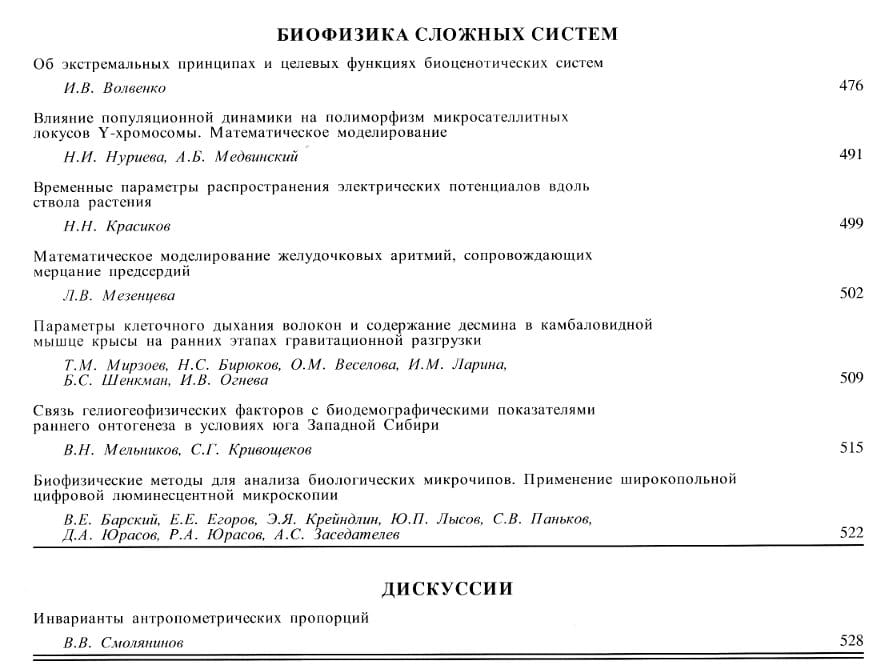 БИОФИЗИКА СЛОЖНЫХ СИСТЕМ
Об экстремальных принципах и целевых функциях биоценотических систем
И.В. Волвенко 476
Влияние популяционной динамики на полиморфизм микросателлитных
локусов Y-хромосомы. Математическое моделирование
Н.И. Нуриева, А.Б. Медвинский 491
Временные параметры распространения электрических потенциалов вдоль
ствола растения
Н.Н. Красиков 499
Математическое моделирование желудочковых аритмий, сопровождающих
мерцание предсердий
Л.В. Мезенцева 502
Параметры клеточного дыхания волокон и содержание десмина в камбаловидной
мышце крысы на ранних этапах гравитационной разгрузки
Т.М. Мирзоев, Н.С. Бирюков, О.М. Веселова, И.М. Ларина,
Б.С. Шенкман, И.В. Огнева 509
Связь гелиогеофизических факторов с биодемографическими показателями
раннего онтогенеза в условиях юга Западной Сибири
В.Н. Мельников, С.Г. Кривощеков 515
Биофизические методы для анализа биологических микрочипов. Применение широкопольной
цифровой люминесцентной микроскопии
В.Е. Барский, Е.Е. Егоров, Э.Я. Крейндлин, Ю.П. Лысов, С.В. Паньков,
Д.А. Юрасов, Р.А. Юрасов, А.С. Заседателев 522
ДИСКУССИИ
Инварианты антропометрических пропорций
В.В. Смолянинов 528